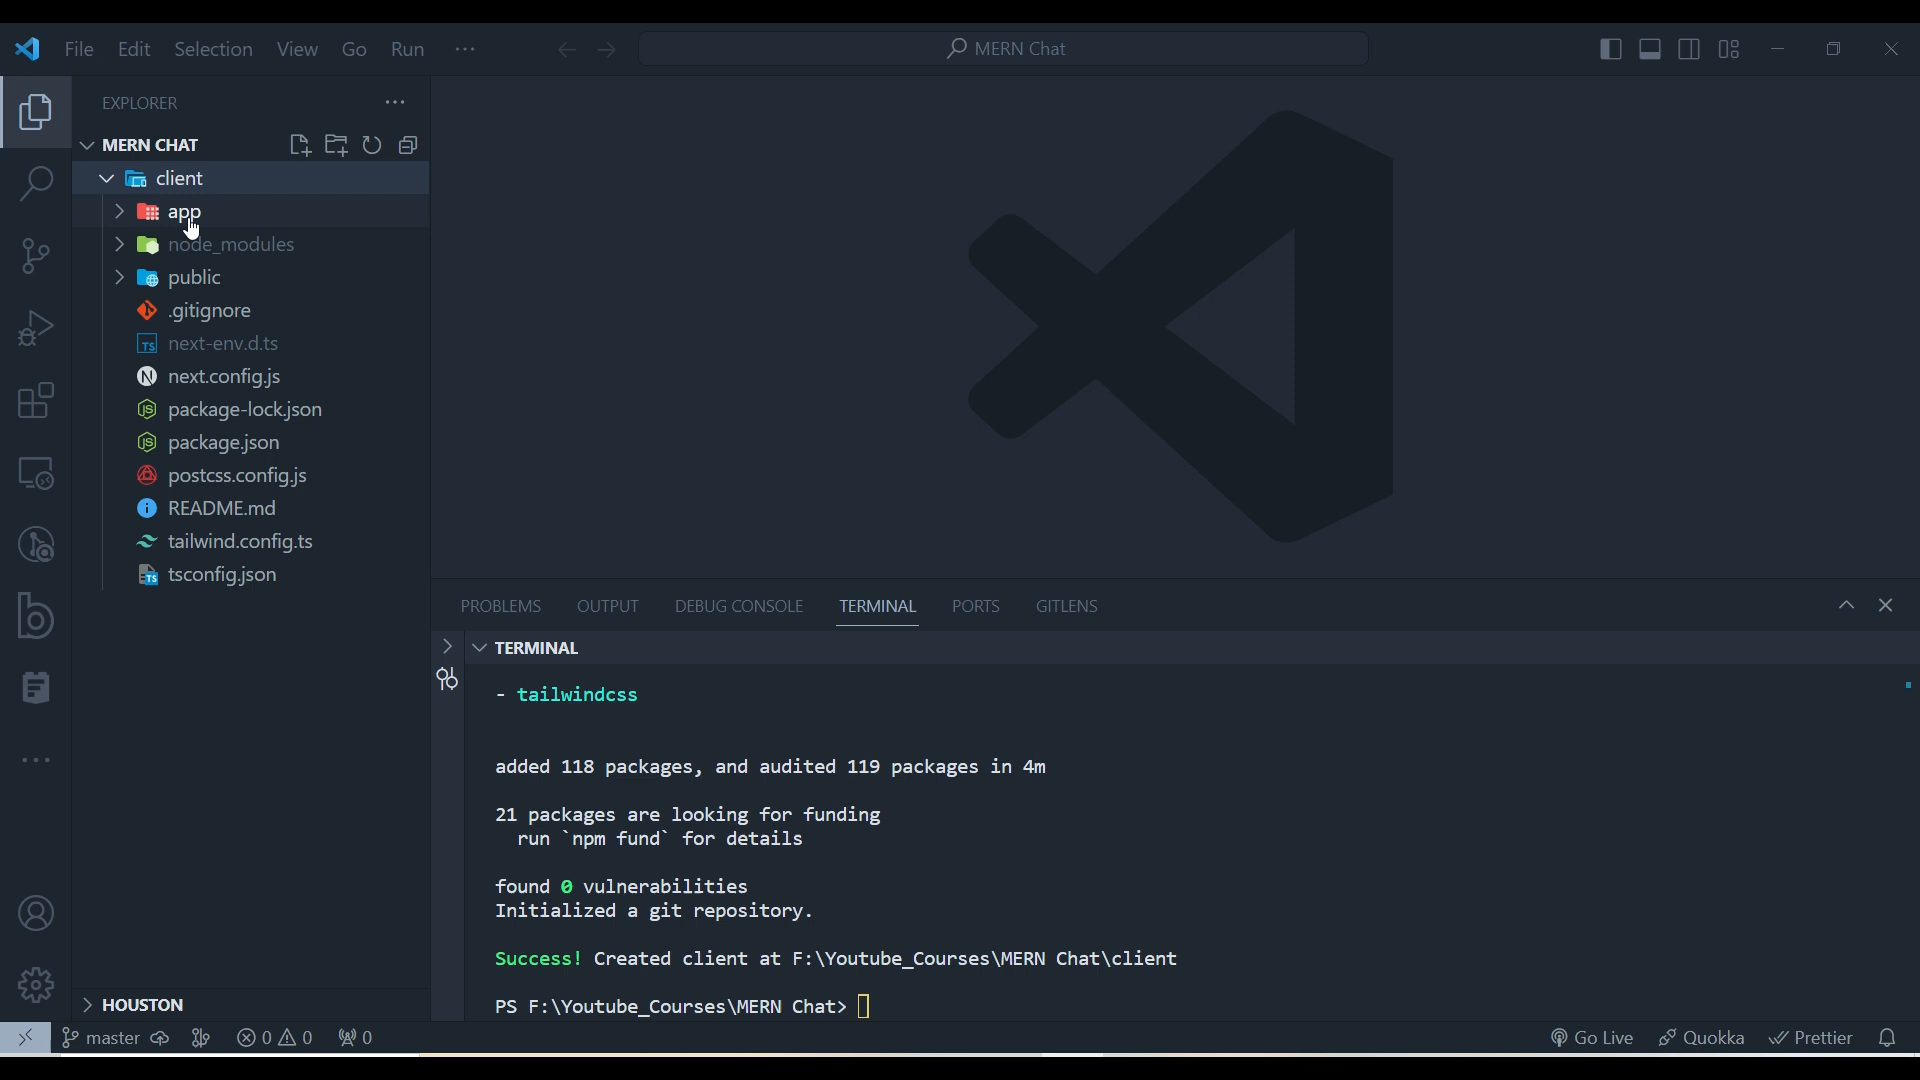 File Edit Selection View Go Run ··· MERN Chat
EXPLORER
MERN CHAT
client
app
node_modules
public
.gitignore
next-env.d.ts
next.config.js
package-lock.json
package.json
postcss.config.js
README.md
tailwind.config.ts
tsconfig.json
HOUSTON
PROBLEMS OUTPUT DEBUG CONSOLE TERMINAL PORTS GITLENS
TERMINAL
- tailwindcss
added 118 packages, and audited 119 packages in 4m
21 packages are looking for funding
run `npm fund` for details
found 0 vulnerabilities
Initialized a git repository.
Success! Created client at F:\Youtube_Courses\MERN Chat\client
PS F:\Youtube_Courses\MERN Chat>
master 0 0 0 Go Live Quokka Prettier